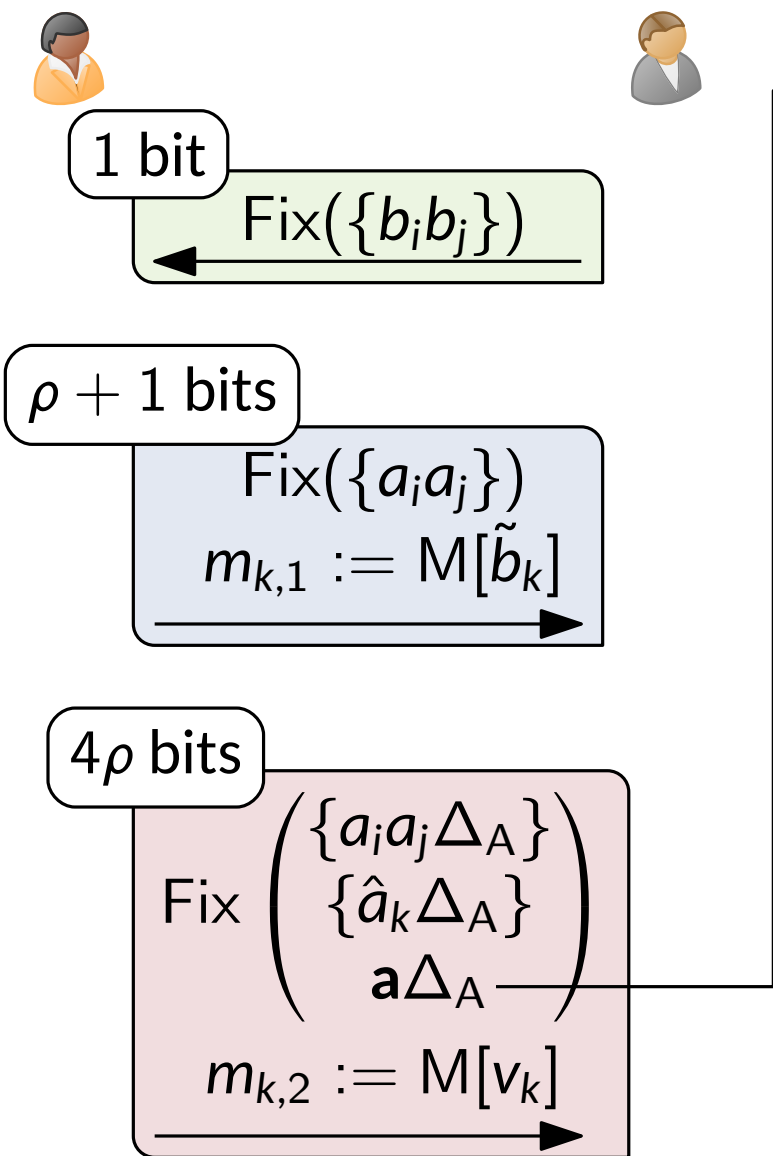 1 bit
Fix({b_i b_j})
ρ + 1 bits
Fix({a_i a_j})
m_{k,1} := M[b̃_k]
4ρ bits
{a_i a_j Δ_A}
Fix ( {â_k Δ_A} )
𝐚Δ_A
m_{k,2} := M[v_k]